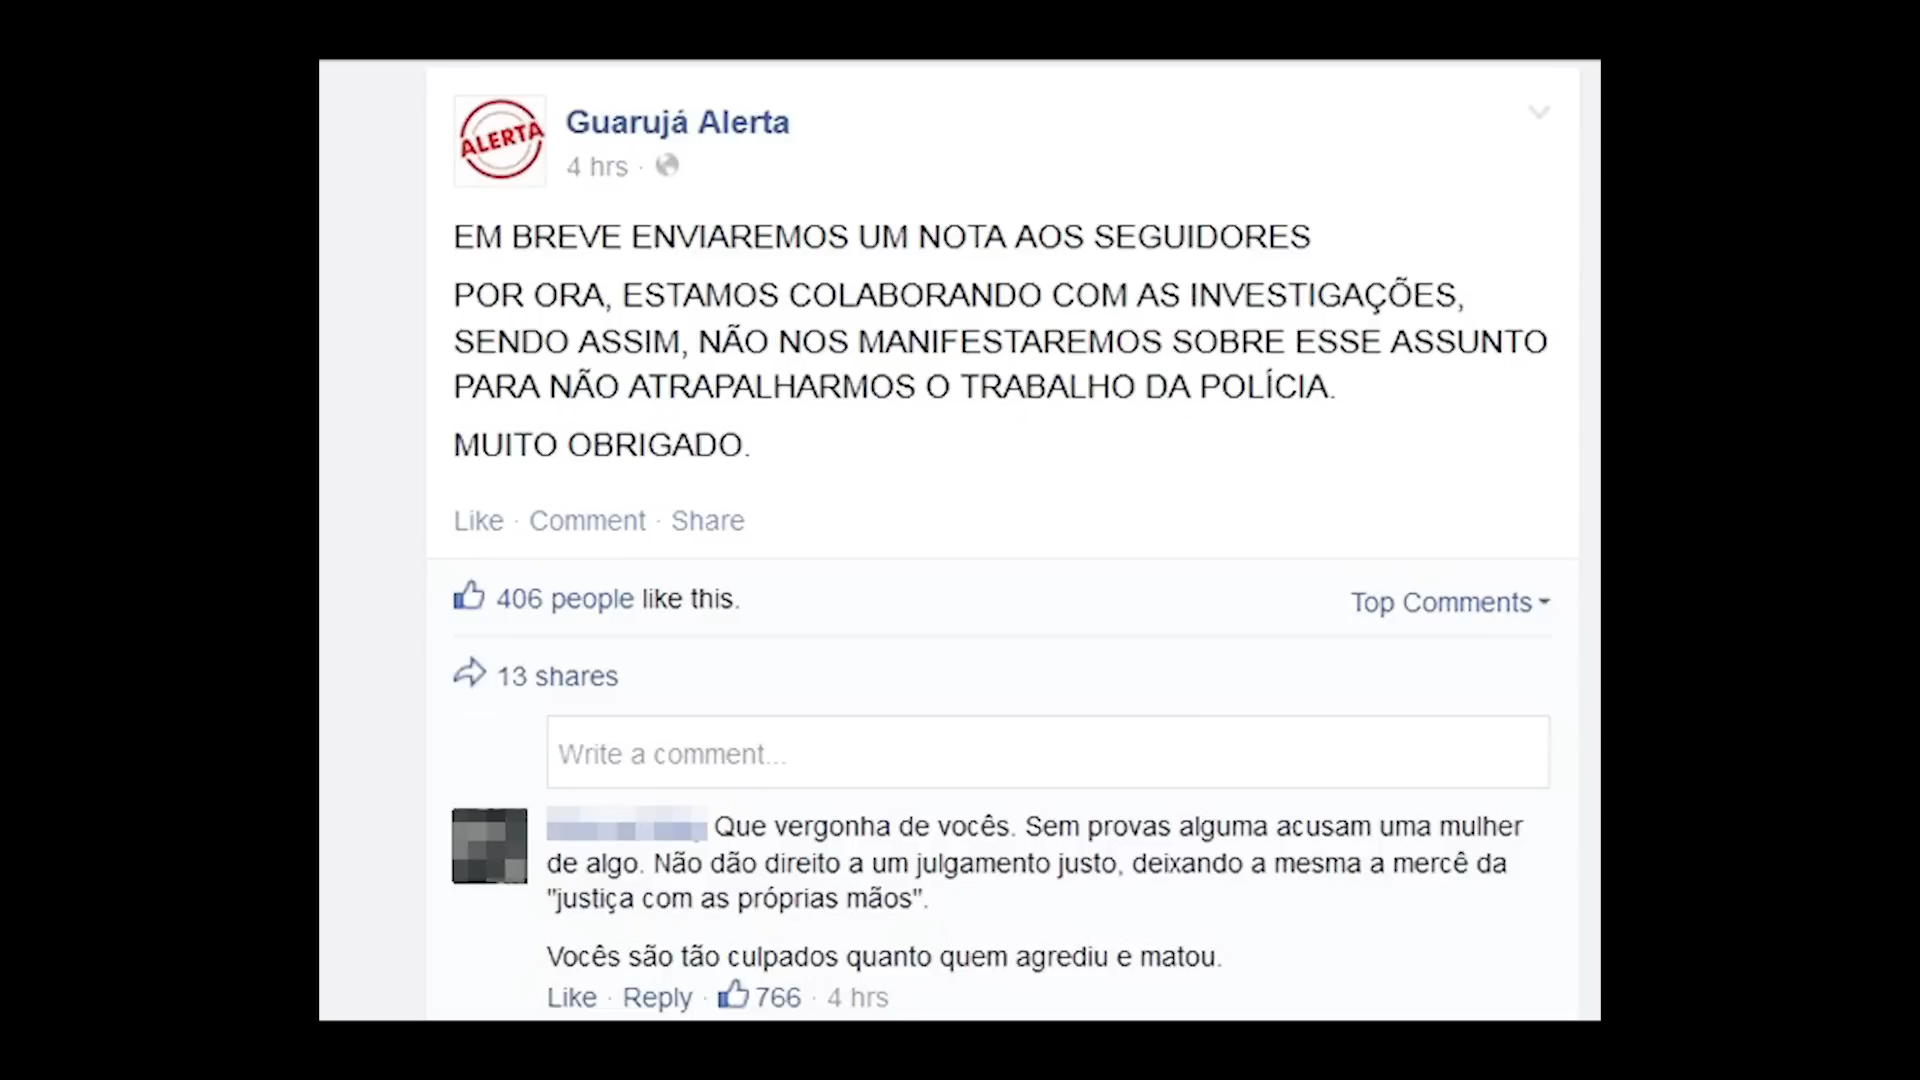 ALERTA
Guarujá Alerta
4 hrs ·
EM BREVE ENVIAREMOS UM NOTA AOS SEGUIDORES
POR ORA, ESTAMOS COLABORANDO COM AS INVESTIGAÇÕES,
SENDO ASSIM, NÃO NOS MANIFESTAREMOS SOBRE ESSE ASSUNTO
PARA NÃO ATRAPALHARMOS O TRABALHO DA POLÍCIA.
MUITO OBRIGADO.
Like · Comment · Share
406 people like this.
Top Comments
13 shares
Write a comment...
Que vergonha de vocês. Sem provas alguma acusam uma mulher
de algo. Não dão direito a um julgamento justo, deixando a mesma a mercê da
"justiça com as próprias mãos".
Vocês são tão culpados quanto quem agrediu e matou.
Like · Reply · 766 · 4 hrs